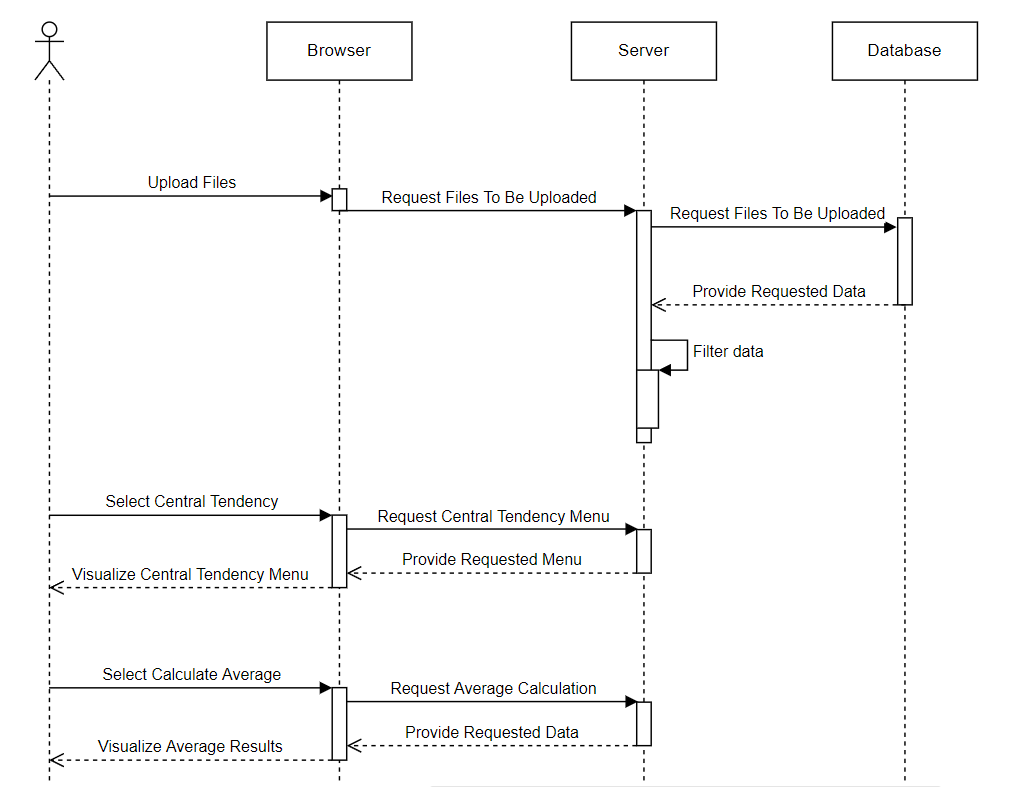 Browser
Server
Database
Upload Files
Request Files To Be Uploaded
Request Files To Be Uploaded
Provide Requested Data
Filter data
Select Central Tendency
Request Central Tendency Menu
Provide Requested Menu
Visualize Central Tendency Menu
Select Calculate Average
Request Average Calculation
Provide Requested Data
Visualize Average Results